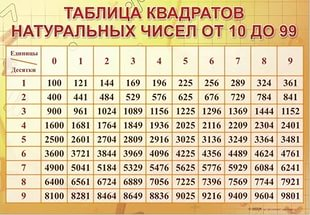 ТАБЛИЦА КВАДРАТОВ
НАТУРАЛЬНЫХ ЧИСЕЛ ОТ 10 ДО 99
Единицы
Десятки
0 1 2 3 4 5 6 7 8 9
1 100 121 144 169 196 225 256 289 324 361
2 400 441 484 529 576 625 676 729 784 841
3 900 961 1024 1089 1156 1225 1296 1369 1444 1521
4 1600 1681 1764 1849 1936 2025 2116 2209 2304 2401
5 2500 2601 2704 2809 2916 3025 3136 3249 3364 3481
6 3600 3721 3844 3969 4096 4225 4356 4489 4624 4761
7 4900 5041 5184 5329 5476 5625 5776 5929 6084 6241
8 6400 6561 6724 6889 7056 7225 7396 7569 7744 7921
9 8100 8281 8464 8649 8836 9025 9216 9409 9604 9801